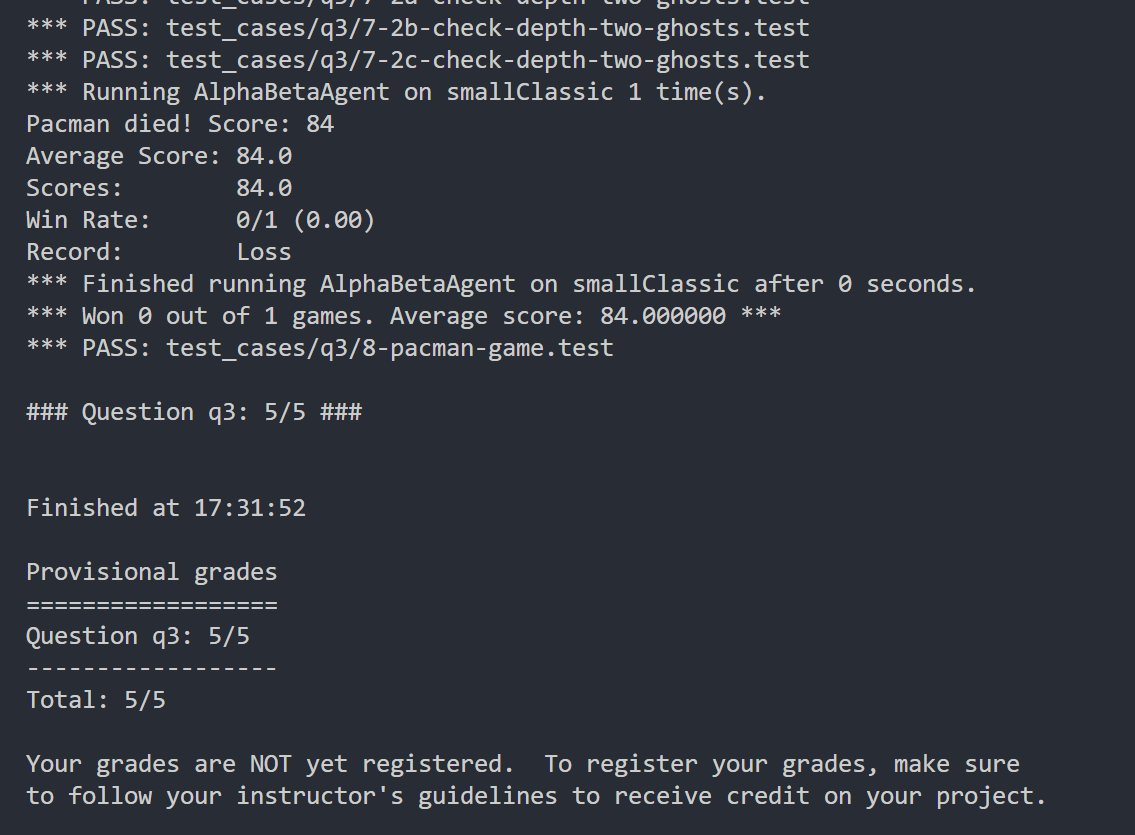 *** PASS: test_cases/q3/7-2a-check-depth-two-ghosts.test
*** PASS: test_cases/q3/7-2b-check-depth-two-ghosts.test
*** PASS: test_cases/q3/7-2c-check-depth-two-ghosts.test
*** Running AlphaBetaAgent on smallClassic 1 time(s).
Pacman died! Score: 84
Average Score: 84.0
Scores:        84.0
Win Rate:      0/1 (0.00)
Record:        Loss
*** Finished running AlphaBetaAgent on smallClassic after 0 seconds.
*** Won 0 out of 1 games. Average score: 84.000000 ***
*** PASS: test_cases/q3/8-pacman-game.test
### Question q3: 5/5 ###
Finished at 17:31:52
Provisional grades
==================
Question q3: 5/5
------------------
Total: 5/5
Your grades are NOT yet registered.  To register your grades, make sure
to follow your instructor's guidelines to receive credit on your project.